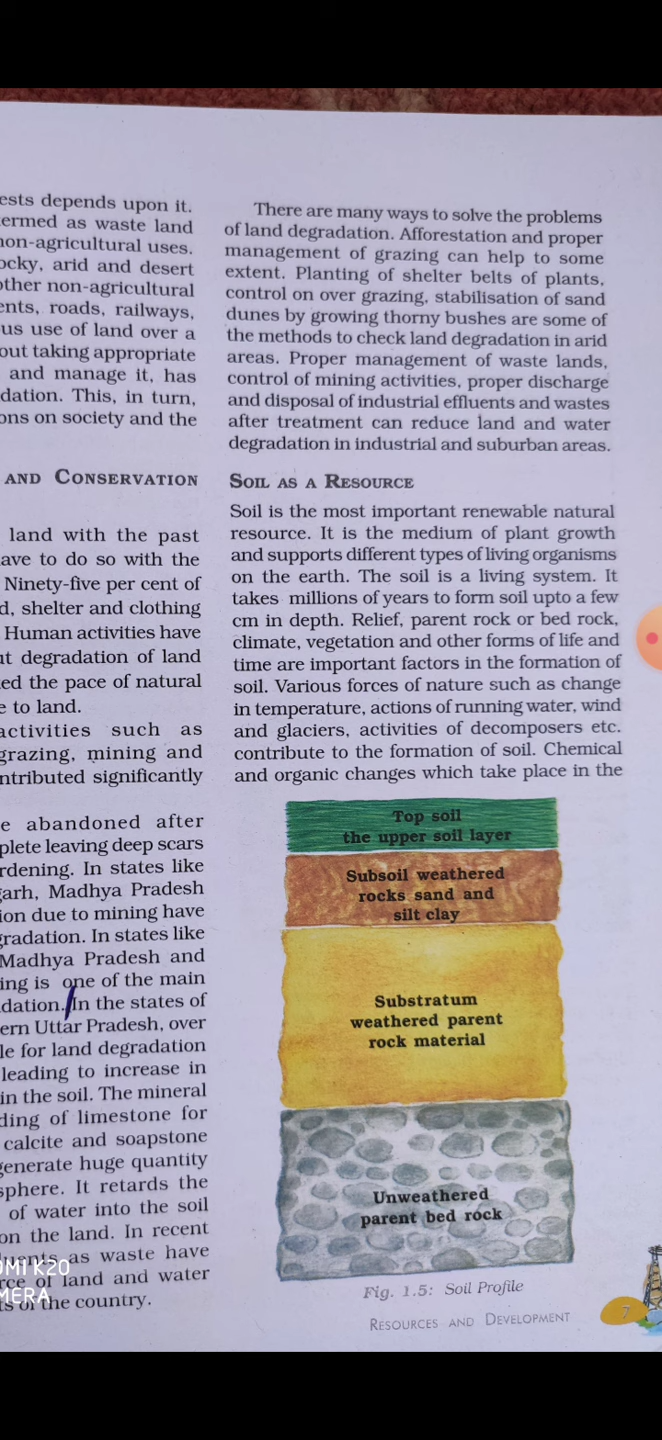 ests depends upon it.
ermed as waste land
non-agricultural uses.
ocky, arid and desert
other non-agricultural
ents, roads, railways,
us use of land over a
out taking appropriate
and manage it, has
dation. This, in turn,
ons on society and the
AND CONSERVATION
land with the past
ave to do so with the
Ninety-five per cent of
d, shelter and clothing
Human activities have
ut degradation of land
ed the pace of natural
e to land.
activities such as
grazing, mining and
ntributed significantly
e abandoned after
plete leaving deep scars
rdening. In states like
garh, Madhya Pradesh
ion due to mining have
gradation. In states like
Madhya Pradesh and
ing is one of the main
dation. In the states of
ern Uttar Pradesh, over
le for land degradation
leading to increase in
in the soil. The mineral
ding of limestone for
calcite and soapstone
generate huge quantity
sphere. It retards the
of water into the soil
on the land. In recent
luents as waste have
rce of land and water
ts of the country.
OMI K20
MERA
There are many ways to solve the problems
of land degradation. Afforestation and proper
management of grazing can help to some
extent. Planting of shelter belts of plants,
control on over grazing, stabilisation of sand
dunes by growing thorny bushes are some of
the methods to check land degradation in arid
areas. Proper management of waste lands,
control of mining activities, proper discharge
and disposal of industrial effluents and wastes
after treatment can reduce land and water
degradation in industrial and suburban areas.
SOIL AS A RESOURCE
Soil is the most important renewable natural
resource. It is the medium of plant growth
and supports different types of living organisms
on the earth. The soil is a living system. It
takes millions of years to form soil upto a few
cm in depth. Relief, parent rock or bed rock,
climate, vegetation and other forms of life and
time are important factors in the formation of
soil. Various forces of nature such as change
in temperature, actions of running water, wind
and glaciers, activities of decomposers etc.
contribute to the formation of soil. Chemical
and organic changes which take place in the
Top soil
the upper soil layer
Subsoil weathered
rocks sand and
silt clay
Substratum
weathered parent
rock material
Unweathered
parent bed rock
Fig. 1.5: Soil Profile
RESOURCES AND DEVELOPMENT
7